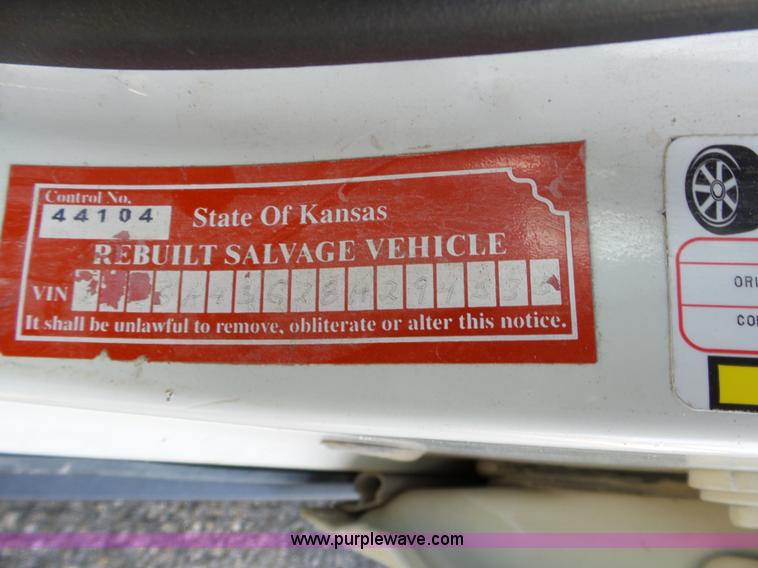 Control No.
44104
State Of Kansas
REBUILT SALVAGE VEHICLE
VIN
It shall be unlawful to remove, obliterate or alter this notice.
www.purplewave.com